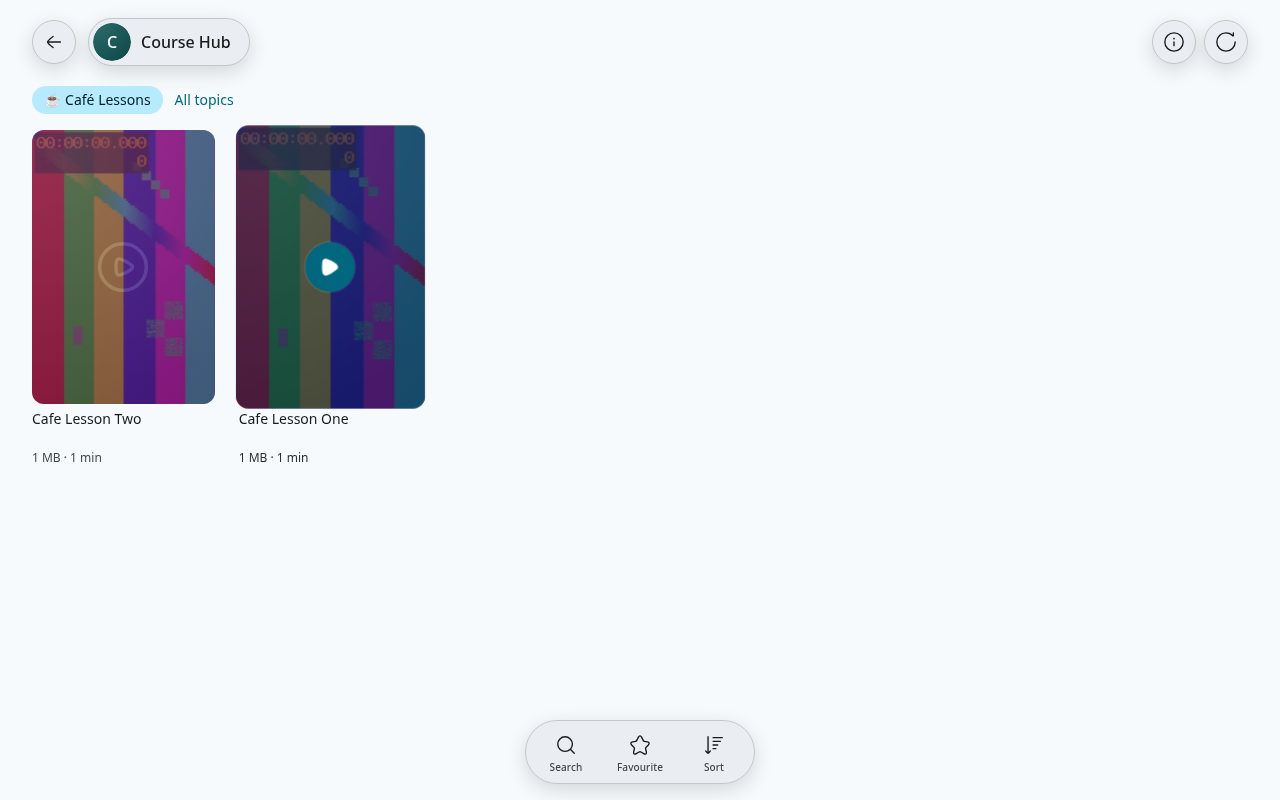 C Course Hub
☕ Café Lessons All topics
00:00:00.000
0
00:00:00.000
0
Cafe Lesson Two
1 MB · 1 min
Cafe Lesson One
1 MB · 1 min
Search Favourite Sort